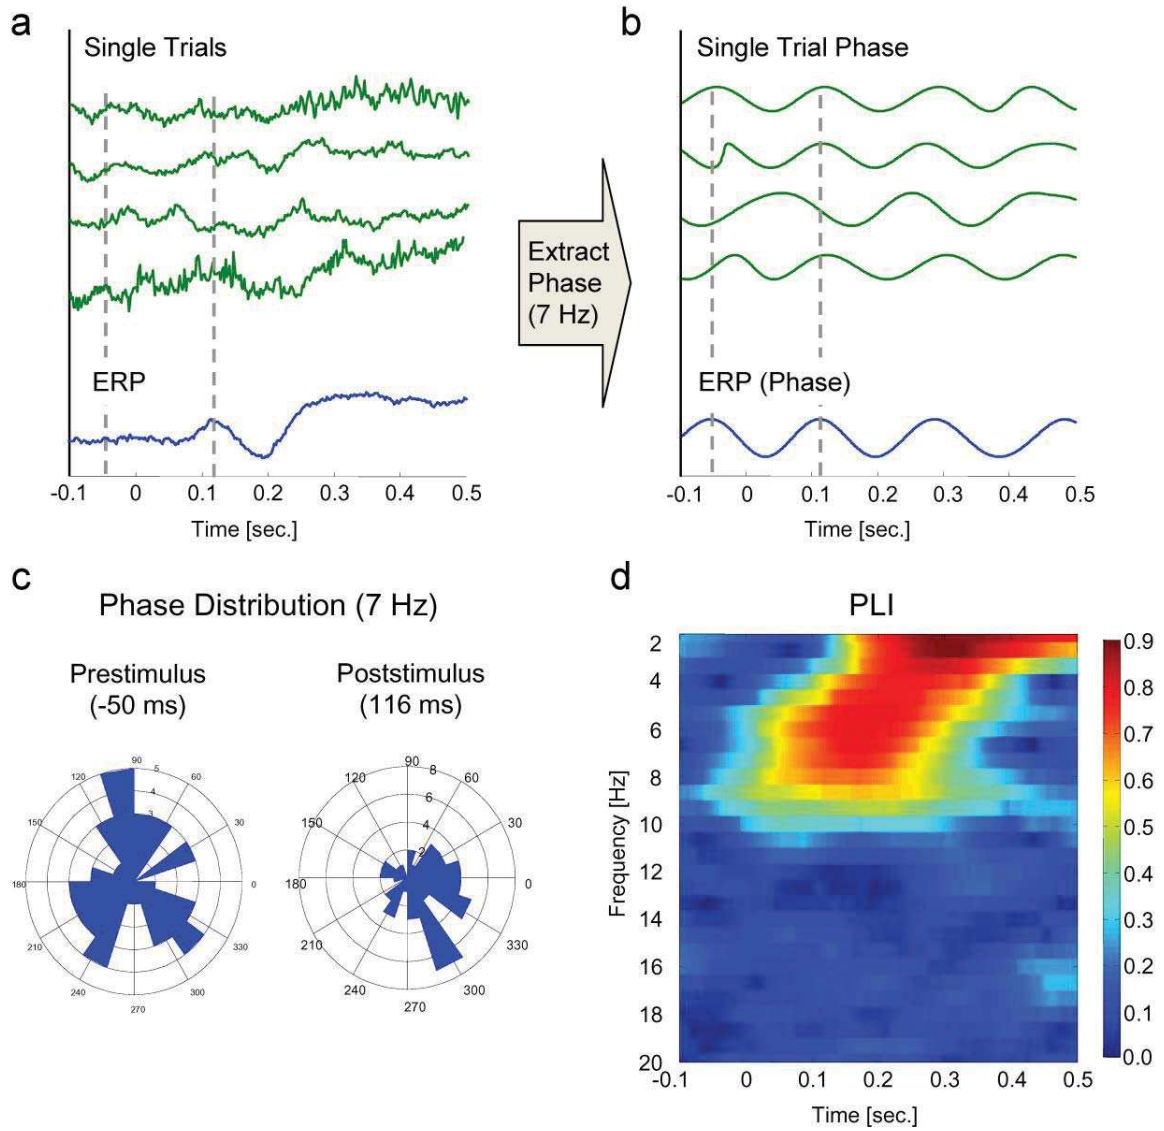 a
Single Trials
ERP
-0.1 0 0.1 0.2 0.3 0.4 0.5
Time [sec.]
Extract
Phase
(7 Hz)
b
Single Trial Phase
ERP (Phase)
-0.1 0 0.1 0.2 0.3 0.4 0.5
Time [sec.]
c
Phase Distribution (7 Hz)
Prestimulus
(-50 ms)
90
120 5 60
4
3
150 30
180 0
210 330
240 300
270
Poststimulus
(116 ms)
90 8
120 60
6
4
150 30
2
180 0
210 330
240 300
270
d
PLI
Frequency [Hz]
2
4
6
8
10
12
14
16
18
20
-0.1 0 0.1 0.2 0.3 0.4 0.5
Time [sec.]
0.9
0.8
0.7
0.6
0.5
0.4
0.3
0.2
0.1
0.0